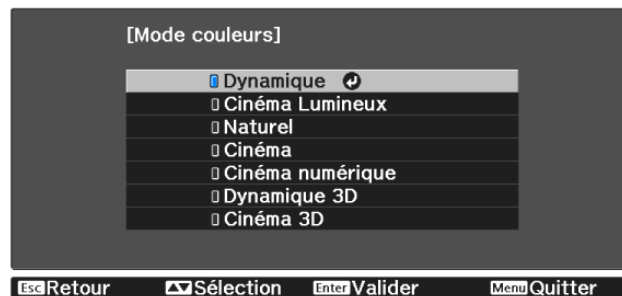 [Mode couleurs]
Dynamique
Cinéma Lumineux
Naturel
Cinéma
Cinéma numérique
Dynamique 3D
Cinéma 3D
Esc Retour Sélection Enter Valider Menu Quitter